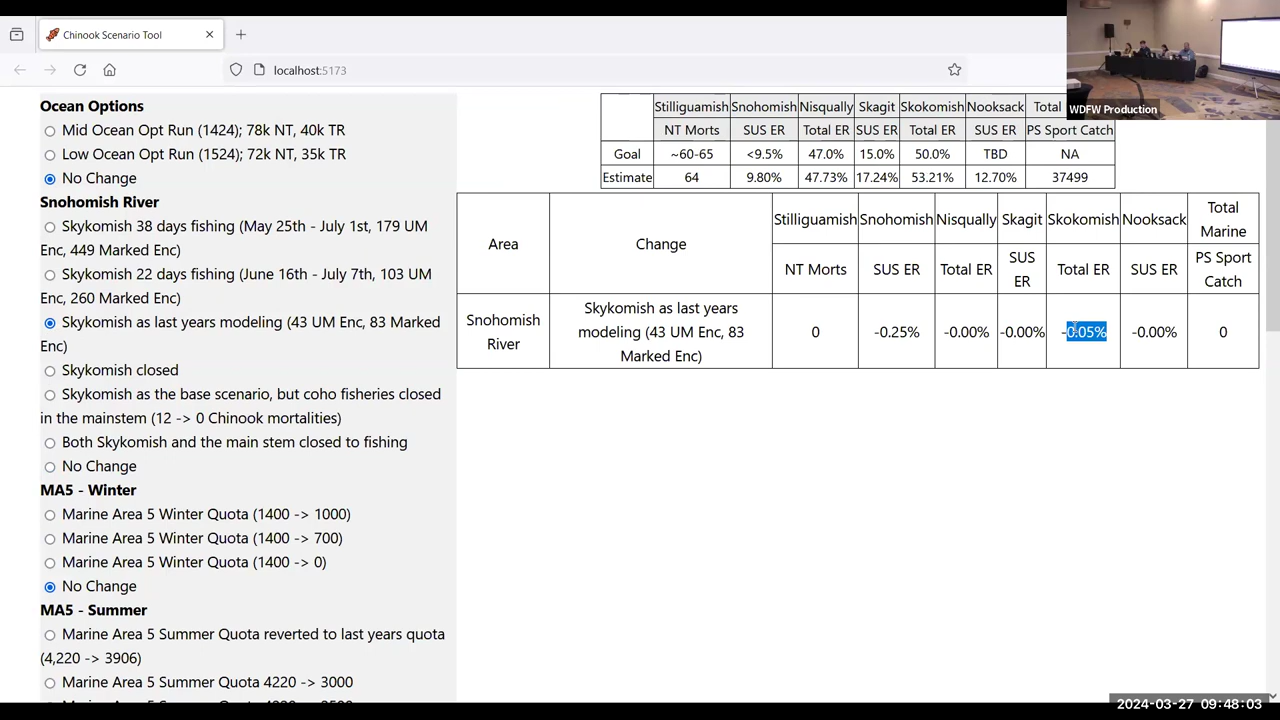 Chinook Scenario Tool
localhost:5173
WDFW Production
Ocean Options
Mid Ocean Opt Run (1424); 78k NT, 40k TR
Low Ocean Opt Run (1524); 72k NT, 35k TR
No Change
Snohomish River
Skykomish 38 days fishing (May 25th - July 1st, 179 UM
Enc, 449 Marked Enc)
Skykomish 22 days fishing (June 16th - July 7th, 103 UM
Enc, 260 Marked Enc)
Skykomish as last years modeling (43 UM Enc, 83 Marked
Enc)
Skykomish closed
Skykomish as the base scenario, but coho fisheries closed
in the mainstem (12 -> 0 Chinook mortalities)
Both Skykomish and the main stem closed to fishing
No Change
MA5 - Winter
Marine Area 5 Winter Quota (1400 -> 1000)
Marine Area 5 Winter Quota (1400 -> 700)
Marine Area 5 Winter Quota (1400 -> 0)
No Change
MA5 - Summer
Marine Area 5 Summer Quota reverted to last years quota
(4,220 -> 3906)
Marine Area 5 Summer Quota 4220 -> 3000
Stilliguamish Snohomish Nisqually Skagit Skokomish Nooksack Total
NT Morts SUS ER Total ER SUS ER Total ER SUS ER PS Sport Catch
Goal ~60-65 <9.5% 47.0% 15.0% 50.0% TBD NA
Estimate 64 9.80% 47.73% 17.24% 53.21% 12.70% 37499
Area Change Stilliguamish Snohomish Nisqually Skagit Skokomish Nooksack Total
Marine
NT Morts SUS ER Total ER SUS
ER Total ER SUS ER PS Sport
Catch
Snohomish
River Skykomish as last years
modeling (43 UM Enc, 83
Marked Enc) 0 -0.25% -0.00% -0.00% -0.05% -0.00% 0
2024-03-27 09:48:03